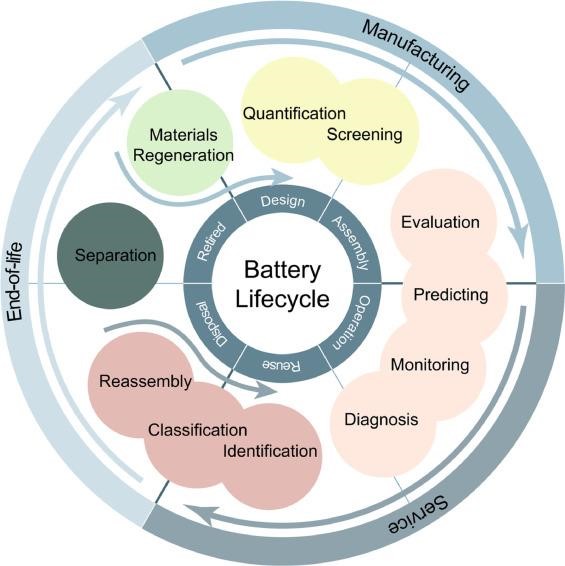 Manufacturing
Quantification
Screening
Materials
Regeneration
Evaluation
Design
Assembly
Retired
Separation
End-of-life
Battery
Lifecycle
Predicting
Operation
Disposal
Reuse
Monitoring
Reassembly
Diagnosis
Classification
Identification
Service